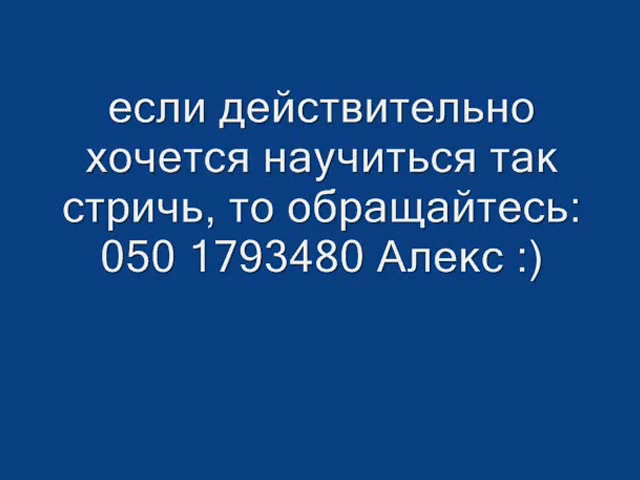 если действительно
хочется научиться так
стричь, то обращайтесь:
050 1793480 Алекс :)